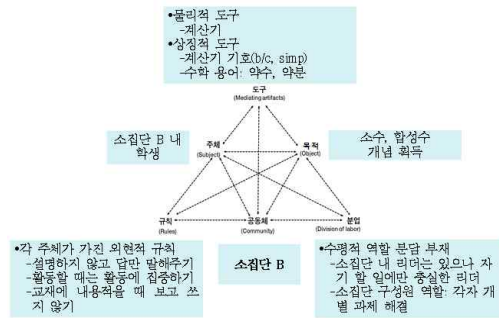 •물리적 도구
-계산기
•상징적 도구
-계산기 기호(b/c, simp)
-수학 용어: 약수, 약분
도구
(Mediating artifacts)
소집단 B 내
학생
주체
(Subject)
목적
(Object)
소수, 합성수
개념 획득
규칙
(Rules)
공동체
(Community)
분업
(Division of labor)
•각 주체가 가진 외현적 규칙
-설명하지 않고 답만 말해주기
-활동할 때는 활동에 집중하기
-교재에 내용적을 때 보고 쓰
지 않기
소집단 B
•수평적 역할 분담 부재
-소집단 내 리더는 있으나 자
기 할 일에만 충실한 리더
-소집단 구성원 역할: 각자 개
별 과제 해결